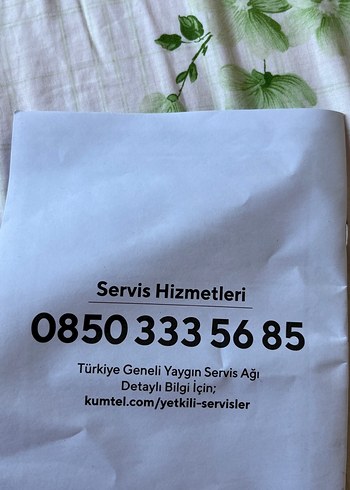 Servis Hizmetleri
0850 333 56 85
Türkiye Geneli Yaygın Servis Ağı
Detaylı Bilgi İçin;
kumtel.com/yetkili-servisler